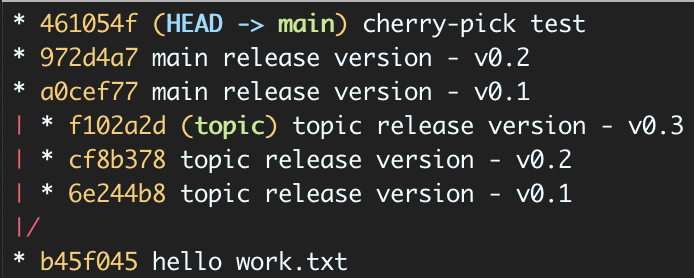 * 461054f (HEAD -> main) cherry-pick test
* 972d4a7 main release version - v0.2
* a0cef77 main release version - v0.1
| * f102a2d (topic) topic release version - v0.3
| * cf8b378 topic release version - v0.2
| * 6e244b8 topic release version - v0.1
|/
* b45f045 hello work.txt